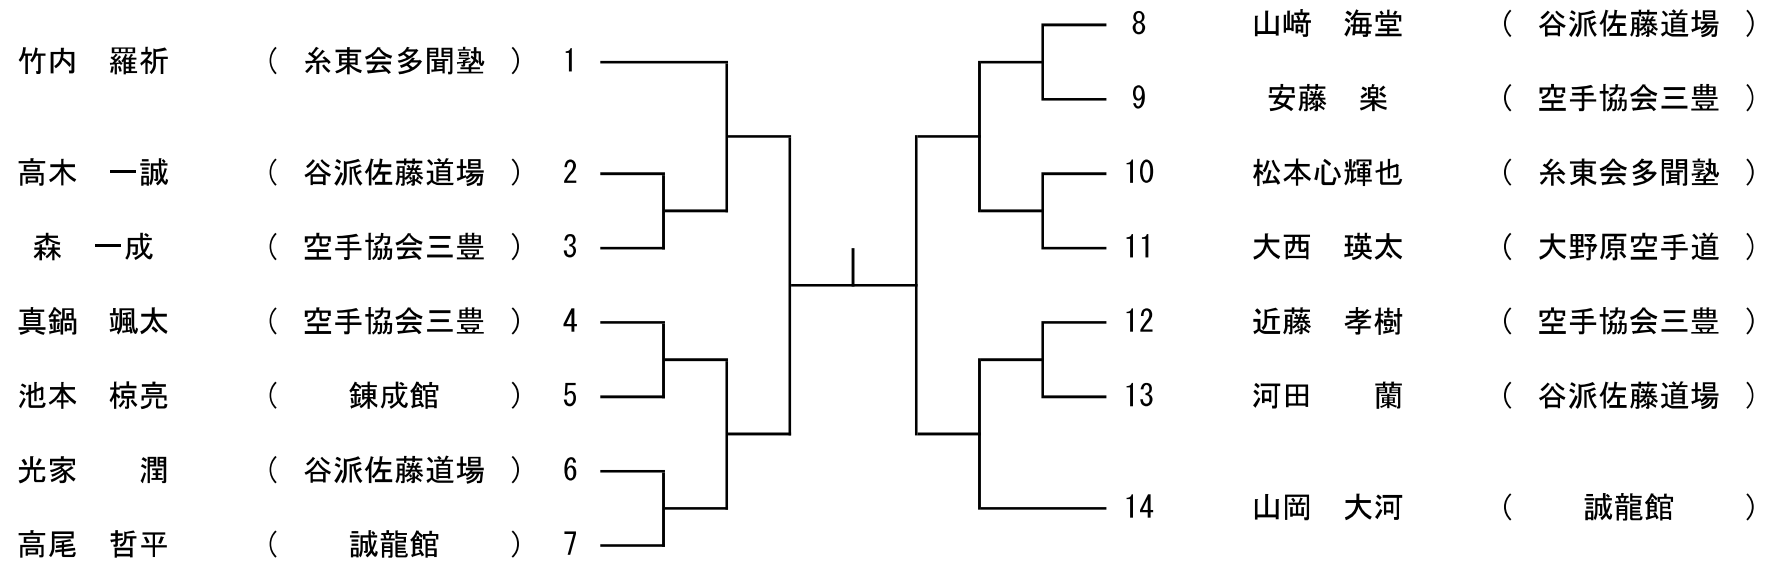 竹内　羅祈　（　糸東会多聞塾　）　1
高木　一誠　（　谷派佐藤道場　）　2
森　一成　（　空手協会三豊　）　3
真鍋　颯太　（　空手協会三豊　）　4
池本　椋亮　（　錬成館　）　5
光家　潤　（　谷派佐藤道場　）　6
高尾　哲平　（　誠龍館　）　7
8　山﨑　海堂　（　谷派佐藤道場　）
9　安藤　楽　（　空手協会三豊　）
10　松本心輝也　（　糸東会多聞塾　）
11　大西　瑛太　（　大野原空手道　）
12　近藤　孝樹　（　空手協会三豊　）
13　河田　蘭　（　谷派佐藤道場　）
14　山岡　大河　（　誠龍館　）